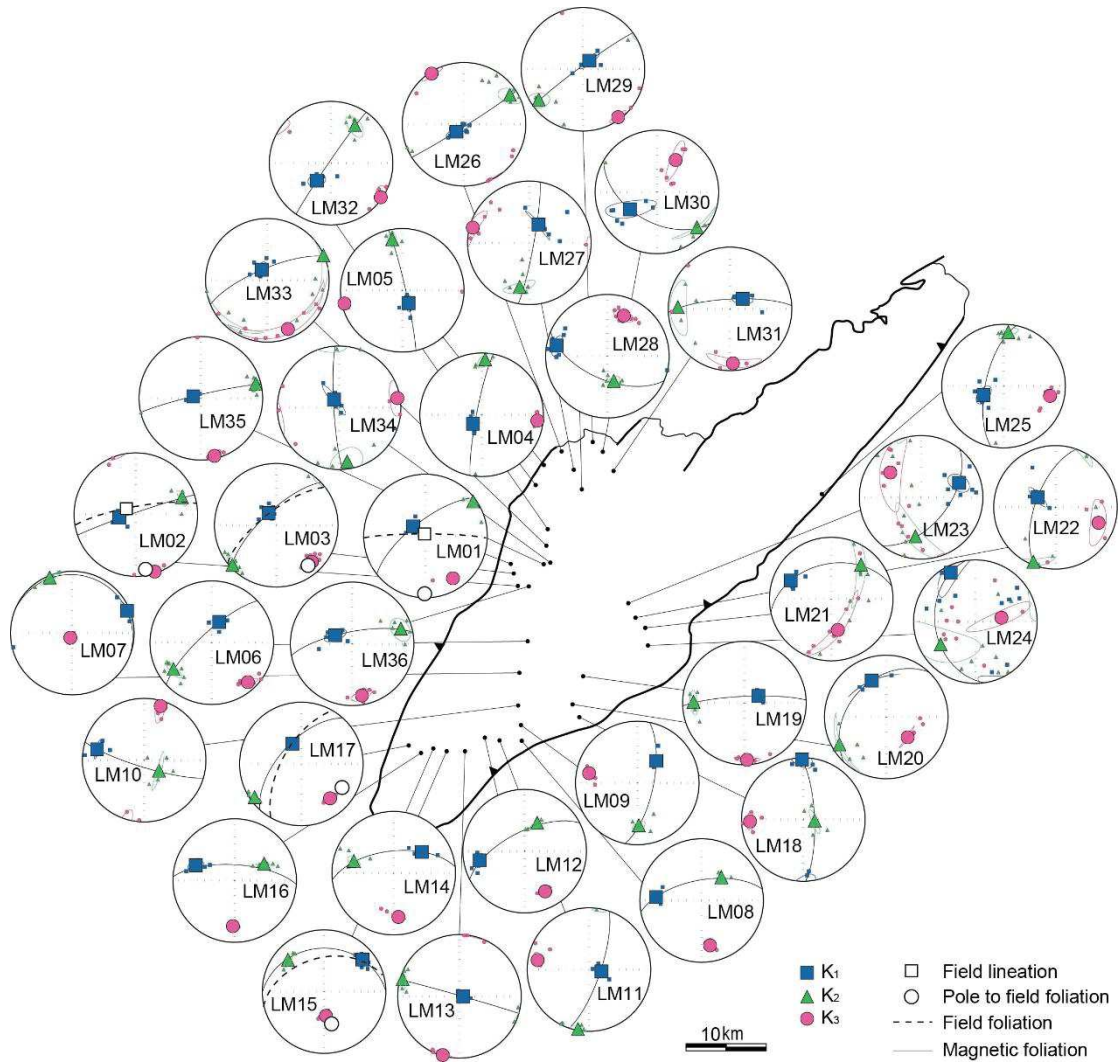 LM29
LM26
LM32
LM30
LM27
LM05
LM33
LM31
LM28
LM25
LM35
LM34
LM04
LM23
LM22
LM02
LM03
LM01
LM21
LM24
LM07
LM06
LM36
LM19
LM20
LM10
LM17
LM09
LM18
LM16
LM14
LM12
LM08
LM15
LM13
LM11
K1
K2
K3
Field lineation
Pole to field foliation
Field foliation
Magnetic foliation
10km